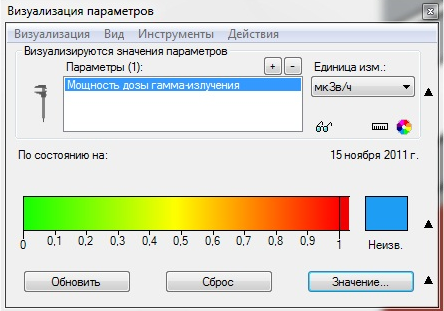 Визуализация параметров
Визуализация Вид Инструменты Действия
Визуализируются значения параметров
Параметры (1): + - Единица изм.:
Мощность дозы гамма-излучения мкЗв/ч
По состояние на: 15 ноября 2011 г.
0 0,1 0,2 0,3 0,4 0,5 0,6 0,7 0,8 0,9 1 Неизв.
Обновить Сброс Значение...